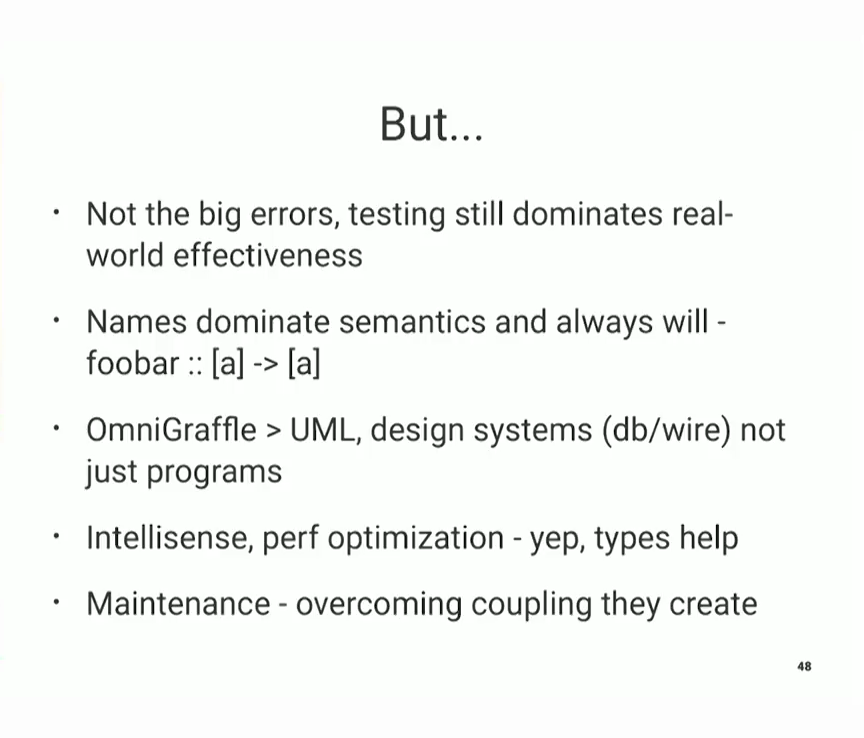 But...
• Not the big errors, testing still dominates real-
world effectiveness
• Names dominate semantics and always will -
foobar :: [a] -> [a]
• OmniGraffle > UML, design systems (db/wire) not
just programs
• Intellisense, perf optimization - yep, types help
• Maintenance - overcoming coupling they create
48